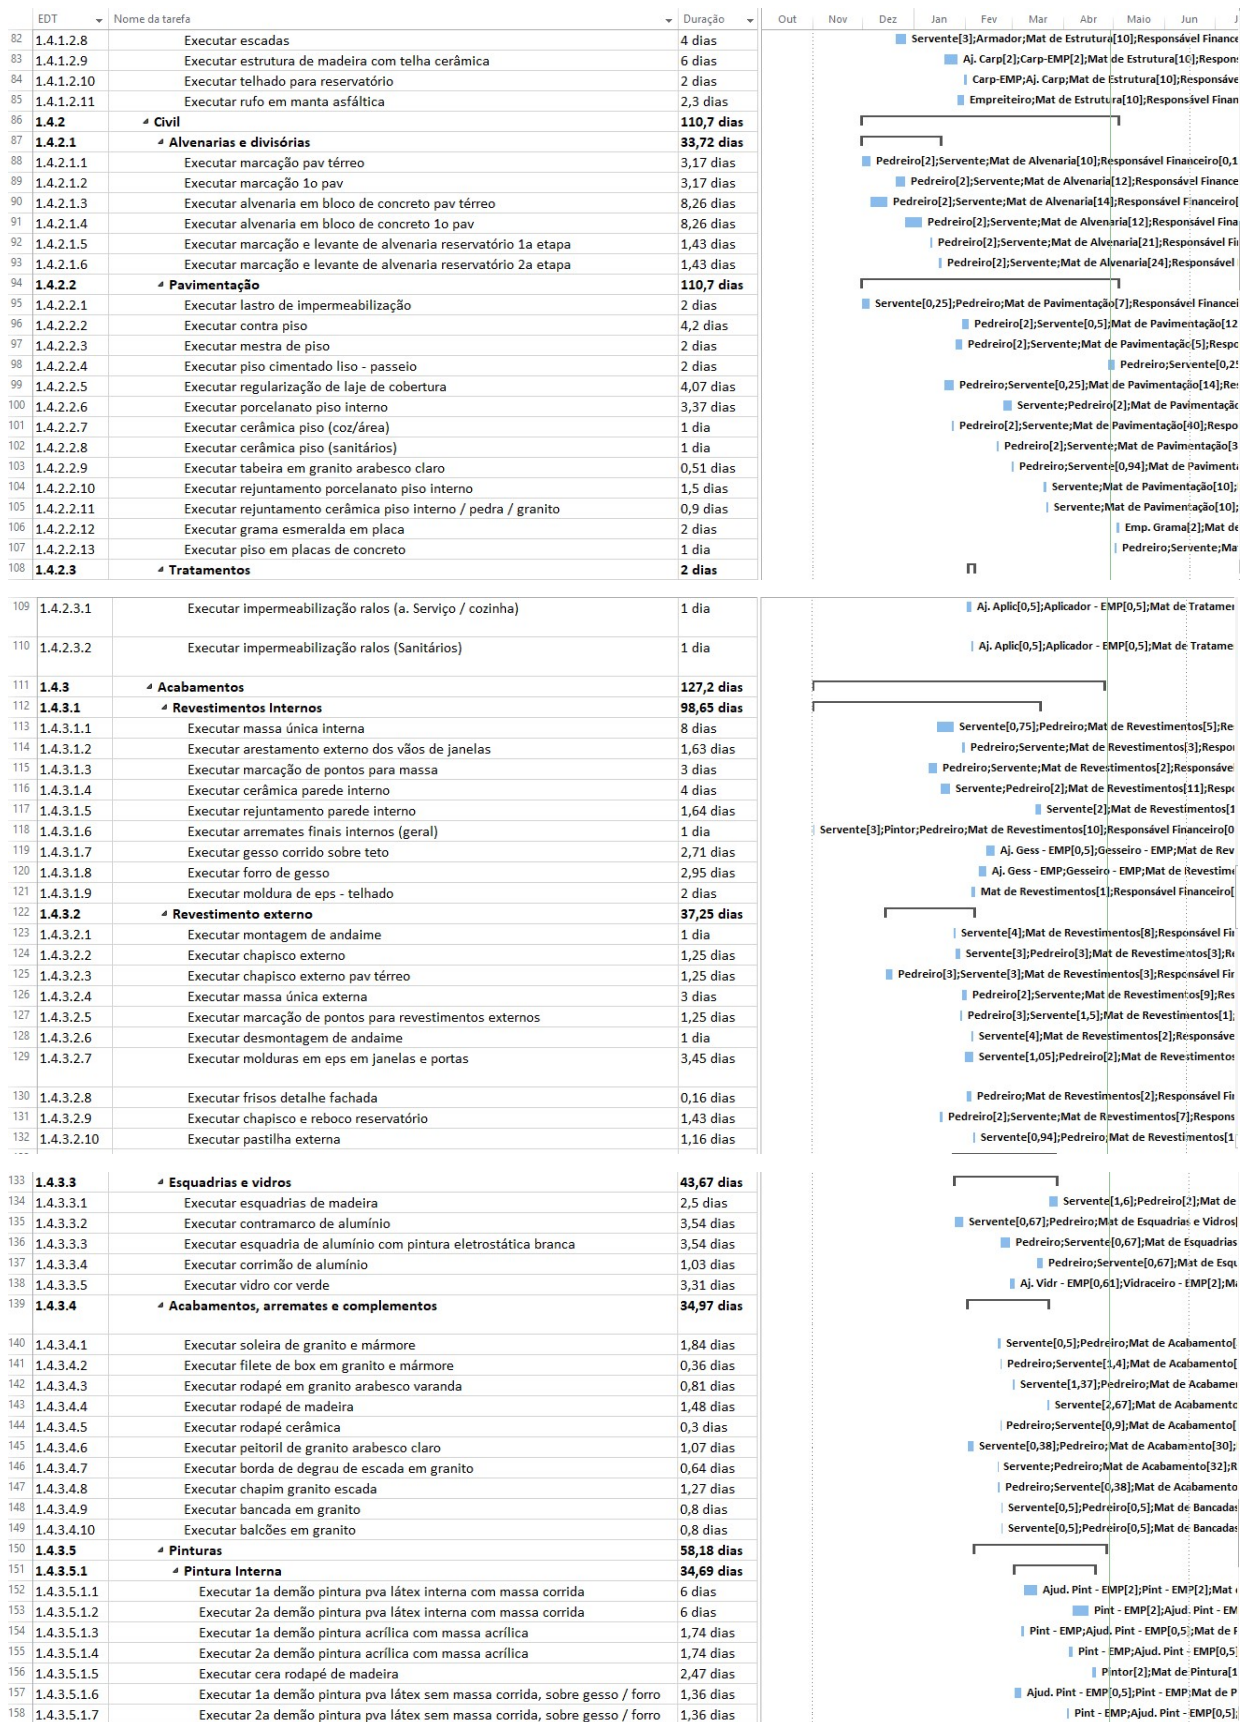 EDT Nome da tarefa Duração Out Nov Dez Jan Fev Mar Abr Maio Jun J
82 1.4.1.2.8 Executar escadas 4 dias Servente[3];Armador;Mat de Estrutura[10];Responsável Finance
83 1.4.1.2.9 Executar estrutura de madeira com telha cerâmica 6 dias Aj. Carp[2];Carp-EMP[2];Mat de Estrutura[10];Respon
84 1.4.1.2.10 Executar telhado para reservatório 2 dias Carp-EMP;Aj. Carp;Mat de Estrutura[10];Responsáve
85 1.4.1.2.11 Executar rufo em manta asfáltica 2,3 dias Empreiteiro;Mat de Estrutura[10];Responsável Finan
86 1.4.2 Civil 110,7 dias
87 1.4.2.1 Alvenarias e divisórias 33,72 dias
88 1.4.2.1.1 Executar marcação pav térreo 3,17 dias Pedreiro[2];Servente;Mat de Alvenaria[10];Responsável Financeiro[0,1
89 1.4.2.1.2 Executar marcação 1o pav 3,17 dias Pedreiro[2];Servente;Mat de Alvenaria[12];Responsável Finance
90 1.4.2.1.3 Executar alvenaria em bloco de concreto pav térreo 8,26 dias Pedreiro[2];Servente;Mat de Alvenaria[14];Responsável Financeiro[
91 1.4.2.1.4 Executar alvenaria em bloco de concreto 1o pav 8,26 dias Pedreiro[2];Servente;Mat de Alvenaria[12];Responsável Fina
92 1.4.2.1.5 Executar marcação e levante de alvenaria reservatório 1a etapa 1,43 dias Pedreiro[2];Servente;Mat de Alvenaria[21];Responsável Fi
93 1.4.2.1.6 Executar marcação e levante de alvenaria reservatório 2a etapa 1,43 dias Pedreiro[2];Servente;Mat de Alvenaria[24];Responsável
94 1.4.2.2 Pavimentação 110,7 dias
95 1.4.2.2.1 Executar lastro de impermeabilização 2 dias Servente[0,25];Pedreiro;Mat de Pavimentação[7];Responsável Financei
96 1.4.2.2.2 Executar contra piso 4,2 dias Pedreiro[2];Servente[0,5];Mat de Pavimentação[12
97 1.4.2.2.3 Executar mestra de piso 2 dias Pedreiro[2];Servente;Mat de Pavimentação[5];Respo
98 1.4.2.2.4 Executar piso cimentado liso - passeio 2 dias Pedreiro;Servente[0,25
99 1.4.2.2.5 Executar regularização de laje de cobertura 4,07 dias Pedreiro;Servente[0,25];Mat de Pavimentação[14];Re
100 1.4.2.2.6 Executar porcelanato piso interno 3,37 dias Servente;Pedreiro[2];Mat de Pavimentação
101 1.4.2.2.7 Executar cerâmica piso (coz/área) 1 dia Pedreiro[2];Servente;Mat de Pavimentação[40];Respo
102 1.4.2.2.8 Executar cerâmica piso (sanitários) 1 dia Pedreiro[2];Servente;Mat de Pavimentação[3
103 1.4.2.2.9 Executar tabeira em granito arabesco claro 0,51 dias Pedreiro;Servente[0,94];Mat de Paviment
104 1.4.2.2.10 Executar rejuntamento porcelanato piso interno 1,5 dias Servente;Mat de Pavimentação[10];
105 1.4.2.2.11 Executar rejuntamento cerâmica piso interno / pedra / granito 0,9 dias Servente;Mat de Pavimentação[10];
106 1.4.2.2.12 Executar grama esmeralda em placa 2 dias Emp. Grama[2];Mat de
107 1.4.2.2.13 Executar piso em placas de concreto 1 dia Pedreiro;Servente;Ma
108 1.4.2.3 Tratamentos 2 dias
109 1.4.2.3.1 Executar impermeabilização ralos (a. Serviço / cozinha) 1 dia Aj. Aplic[0,5];Aplicador - EMP[0,5];Mat de Tratamen
110 1.4.2.3.2 Executar impermeabilização ralos (Sanitários) 1 dia Aj. Aplic[0,5];Aplicador - EMP[0,5];Mat de Tratame
111 1.4.3 Acabamentos 127,2 dias
112 1.4.3.1 Revestimentos Internos 98,65 dias
113 1.4.3.1.1 Executar massa única interna 8 dias Servente[0,75];Pedreiro;Mat de Revestimentos[5];Re
114 1.4.3.1.2 Executar arestamento externo dos vãos de janelas 1,63 dias Pedreiro;Servente;Mat de Revestimentos[3];Respon
115 1.4.3.1.3 Executar marcação de pontos para massa 3 dias Pedreiro;Servente;Mat de Revestimentos[2];Responsável
116 1.4.3.1.4 Executar cerâmica parede interno 4 dias Servente;Pedreiro[2];Mat de Revestimentos[11];Respo
117 1.4.3.1.5 Executar rejuntamento parede interno 1,64 dias Servente[2];Mat de Revestimentos[1
118 1.4.3.1.6 Executar arremates finais internos (geral) 1 dia Servente[3];Pintor;Pedreiro;Mat de Revestimentos[10];Responsável Financeiro[0
119 1.4.3.1.7 Executar gesso corrido sobre teto 2,71 dias Aj. Gess - EMP[0,5];Gesseiro - EMP;Mat de Rev
120 1.4.3.1.8 Executar forro de gesso 2,95 dias Aj. Gess - EMP;Gesseiro - EMP;Mat de Revestime
121 1.4.3.1.9 Executar moldura de eps - telhado 2 dias Mat de Revestimentos[1];Responsável Financeiro[
122 1.4.3.2 Revestimento externo 37,25 dias
123 1.4.3.2.1 Executar montagem de andaime 1 dia Servente[4];Mat de Revestimentos[8];Responsável Fi
124 1.4.3.2.2 Executar chapisco externo 1,25 dias Servente[3];Pedreiro[3];Mat de Revestimentos[3];Re
125 1.4.3.2.3 Executar chapisco externo pav térreo 1,25 dias Pedreiro[3];Servente[3];Mat de Revestimentos[3];Responsável Fir
126 1.4.3.2.4 Executar massa única externa 3 dias Pedreiro[2];Servente;Mat de Revestimentos[9];Res
127 1.4.3.2.5 Executar marcação de pontos para revestimentos externos 1,25 dias Pedreiro[3];Servente[1,5];Mat de Revestimentos[1];
128 1.4.3.2.6 Executar desmontagem de andaime 1 dia Servente[4];Mat de Revestimentos[2];Responsáve
129 1.4.3.2.7 Executar molduras em eps em janelas e portas 3,45 dias Servente[1,05];Pedreiro[2];Mat de Revestimentos
130 1.4.3.2.8 Executar frisos detalhe fachada 0,16 dias Pedreiro;Mat de Revestimentos[2];Responsável Fi
131 1.4.3.2.9 Executar chapisco e reboco reservatório 1,43 dias Pedreiro[2];Servente;Mat de Revestimentos[7];Respons
132 1.4.3.2.10 Executar pastilha externa 1,16 dias Servente[0,94];Pedreiro;Mat de Revestimentos[1
133 1.4.3.3 Esquadrias e vidros 43,67 dias
134 1.4.3.3.1 Executar esquadrias de madeira 2,5 dias Servente[1,6];Pedreiro[2];Mat de
135 1.4.3.3.2 Executar contramarco de alumínio 3,54 dias Servente[0,67];Pedreiro;Mat de Esquadrias e Vidros[
136 1.4.3.3.3 Executar esquadria de alumínio com pintura eletrostática branca 3,54 dias Pedreiro;Servente[0,67];Mat de Esquadrias
137 1.4.3.3.4 Executar corrimão de alumínio 1,03 dias Pedreiro;Servente[0,67];Mat de Esqu
138 1.4.3.3.5 Executar vidro cor verde 3,31 dias Aj. Vidr - EMP[0,61];Vidraceiro - EMP[2];Ma
139 1.4.3.4 Acabamentos, arremates e complementos 34,97 dias
140 1.4.3.4.1 Executar soleira de granito e mármore 1,84 dias Servente[0,5];Pedreiro;Mat de Acabamento[
141 1.4.3.4.2 Executar filete de box em granito e mármore 0,36 dias Pedreiro;Servente[1,4];Mat de Acabamento[
142 1.4.3.4.3 Executar rodapé em granito arabesco varanda 0,81 dias Servente[1,37];Pedreiro;Mat de Acabame
143 1.4.3.4.4 Executar rodapé de madeira 1,48 dias Servente[2,67];Mat de Acabamento
144 1.4.3.4.5 Executar rodapé cerâmica 0,3 dias Pedreiro;Servente[0,9];Mat de Acabamento[
145 1.4.3.4.6 Executar peitoril de granito arabesco claro 1,07 dias Servente[0,38];Pedreiro;Mat de Acabamento[30];
146 1.4.3.4.7 Executar borda de degrau de escada em granito 0,64 dias Servente;Pedreiro;Mat de Acabamento[32];R
147 1.4.3.4.8 Executar chapim granito escada 1,27 dias Pedreiro;Servente[0,38];Mat de Acabamento
148 1.4.3.4.9 Executar bancada em granito 0,8 dias Servente[0,5];Pedreiro[0,5];Mat de Bancadas
149 1.4.3.4.10 Executar balcões em granito 0,8 dias Servente[0,5];Pedreiro[0,5];Mat de Bancadas
150 1.4.3.5 Pinturas 58,18 dias
151 1.4.3.5.1 Pintura Interna 34,69 dias
152 1.4.3.5.1.1 Executar 1a demão pintura pva látex interna com massa corrida 6 dias Ajud. Pint - EMP[2];Pint - EMP[2];Mat
153 1.4.3.5.1.2 Executar 2a demão pintura pva látex interna com massa corrida 6 dias Pint - EMP[2];Ajud. Pint - EM
154 1.4.3.5.1.3 Executar 1a demão pintura acrílica com massa acrílica 1,74 dias Pint - EMP;Ajud. Pint - EMP[0,5];Mat de P
155 1.4.3.5.1.4 Executar 2a demão pintura acrílica com massa acrílica 1,74 dias Pint - EMP;Ajud. Pint - EMP[0,5]
156 1.4.3.5.1.5 Executar cera rodapé de madeira 2,47 dias Pintor[2];Mat de Pintura[1
157 1.4.3.5.1.6 Executar 1a demão pintura pva látex sem massa corrida, sobre gesso / forro 1,36 dias Ajud. Pint - EMP[0,5];Pint - EMP;Mat de P
158 1.4.3.5.1.7 Executar 2a demão pintura pva látex sem massa corrida, sobre gesso / forro 1,36 dias Pint - EMP;Ajud. Pint - EMP[0,5];